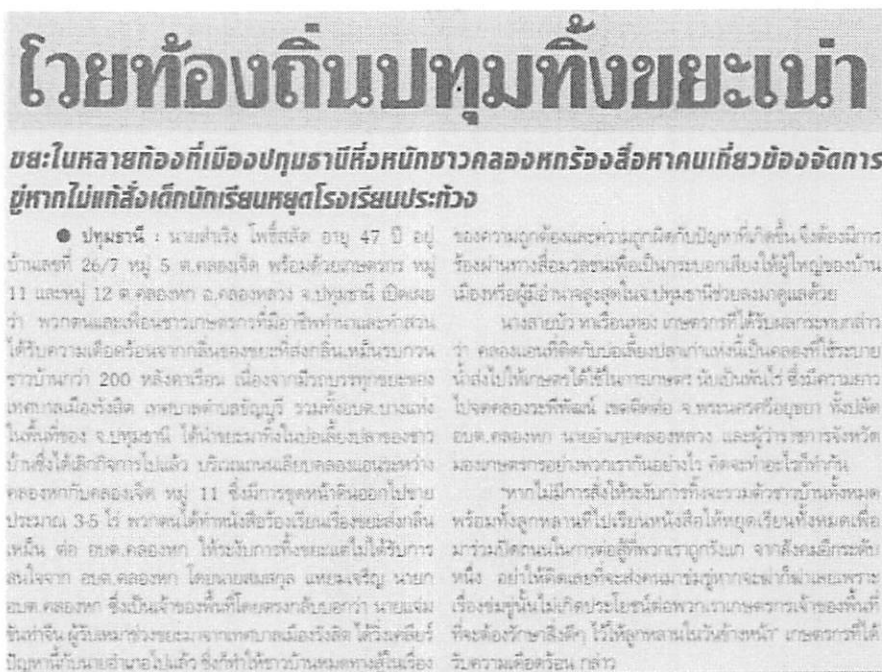 โวยท้องถิ่นปทุมทิ้งขยะเน่า
ขยะในหลายท้องที่เมืองปทุมธานีหึ่งหนักชาวคลองหกร้องสื่อหาคนเกี่ยวข้องจัดการ
ขู่หากไม่แก้สั่งเด็กนักเรียนหยุดโรงเรียนประท้วง
● ปทุมธานี : นายสำเริง โพธิ์สลัด อายุ 47 ปี อยู่
บ้านเลขที่ 26/7 หมู่ 5 ต.คลองเจ็ด พร้อมด้วยเกษตรกร หมู่
11 และหมู่ 12 ต.คลองหก อ.คลองหลวง จ.ปทุมธานี เปิดเผย
ว่า พวกตนและเพื่อนชาวเกษตรกรที่มีอาชีพทำนาและทำสวน
ได้รับความเดือดร้อนจากกลิ่นของขยะที่ส่งกลิ่นเหม็นรบกวน
ชาวบ้านกว่า 200 หลังคาเรือน เนื่องจากมีรถบรรทุกขยะของ
เทศบาลเมืองรังสิต เทศบาลตำบลธัญบุรี รวมทั้งอบต.บางแห่ง
ในพื้นที่ของ จ.ปทุมธานี ได้นำขยะมาทิ้งในบ่อเลี้ยงปลาของชาว
บ้านซึ่งได้เลิกกิจการไปแล้ว บริเวณถนนเลียบคลองแอนระหว่าง
คลองหกกับคลองเจ็ด หมู่ 11 ซึ่งมีการขุดหน้าดินออกไปขาย
ประมาณ 3-5 ไร่ พวกตนได้ทำหนังสือร้องเรียนเรื่องขยะส่งกลิ่น
เหม็น ต่อ อบต.คลองหก ให้ระงับการทิ้งขยะแต่ไม่ได้รับการ
สนใจจาก อบต.คลองหก โดยนายสมสกุล แหยมเจริญ นายก
อบต.คลองหก ซึ่งเป็นเจ้าของพื้นที่โดยตรงกลับบอกว่า นายแจ่ม
ขันท่าจีน ผู้รับเหมาช่วงขยะมาจากเทศบาลเมืองรังสิต ได้วิ่งเคลียร์
ปัญหานี้กับนายอำเภอไปแล้ว ซึ่งก็ทำให้ชาวบ้านหมดทางสู้ในเรื่อง
ของความถูกต้องและความถูกผิดกับปัญหาที่เกิดขึ้น จึงต้องมีการ
ร้องผ่านทางสื่อมวลชนเพื่อเป็นกระบอกเสียงให้ผู้ใหญ่ของบ้าน
เมืองหรือผู้มีอำนาจสูงสุดในจ.ปทุมธานีช่วยลงมาดูแลด้วย
นางสายบัว ทาเรือนทอง เกษตรกรที่ได้รับผลกระทบกล่าว
ว่า คลองแอนที่ติดกับบ่อเลี้ยงปลาเก่าแห่งนี้เป็นคลองที่ใช้ระบาย
น้ำส่งไปให้เกษตรได้ใช้ในการเกษตร นับเป็นพันไร่ ซึ่งมีความยาว
ไปจดคลองระพีพัฒน์ เขตติดต่อ จ.พระนครศรีอยุธยา ทั้งปลัด
อบต.คลองหก นายอำเภอคลองหลวง และผู้ว่าราชการจังหวัด
มองเกษตรกรอย่างพวกเรากันอย่างไร คิดจะทำอะไรก็ทำกัน
"หากไม่มีการสั่งให้ระงับการทิ้งจะรวมตัวชาวบ้านทั้งหมด
พร้อมทั้งลูกหลานที่ไปเรียนหนังสือให้หยุดเรียนทั้งหมดเพื่อ
มาร่วมปิดถนนในการต่อสู้ที่พวกเราถูกรังแก จากสังคมอีกระดับ
หนึ่ง อย่าให้คิดเลยที่จะส่งคนมาข่มขู่หากจะฆ่าก็ฆ่าเลยเพราะ
เรื่องข่มขู่นั้นไม่เกิดประโยชน์ต่อพวกเราเกษตรกรเจ้าของพื้นที่
ที่จะต้องรักษาสิ่งดีๆ ไว้ให้ลูกหลานในวันข้างหน้า" เกษตรกรที่ได้
รับความเดือดร้อน กล่าว